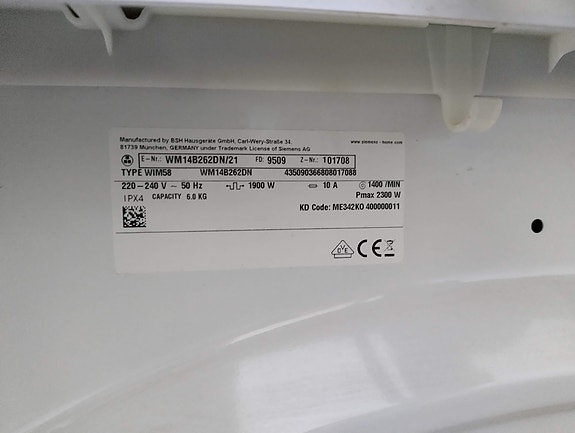 Manufactured by BSH Hausgeräte GmbH, Carl-Wery-Straße 34,
81739 München, GERMANY under Trademark License of Siemens AG
www.siemens-home.com
E-Nr.: WM14B262DN/21 FD: 9509 Z-Nr.: 101708
TYPE WIM58 WM14B262DN 435090366808017088
220-240 V ~ 50 Hz 1900 W 10 A 1400 /MIN
IPX4 CAPACITY 6.0 KG Pmax 2300 W
KD Code: ME342KO 400000011
DVE CE